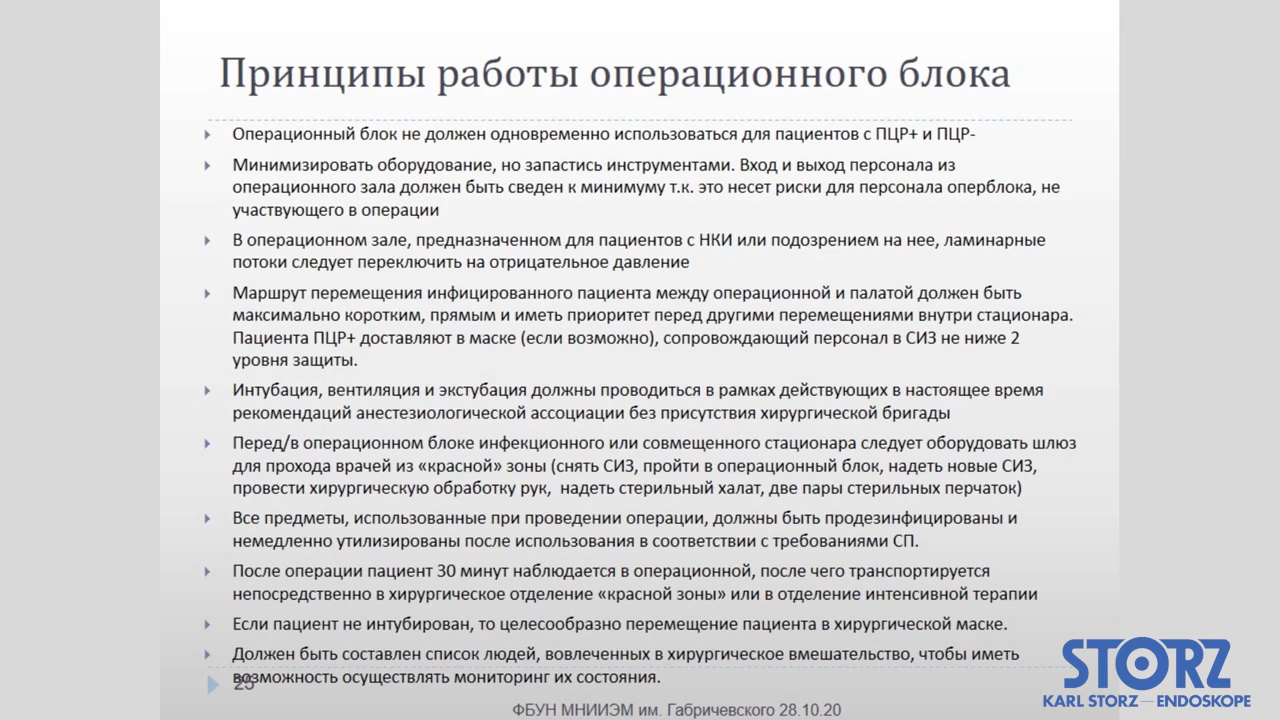 Принципы работы операционного блока
Операционный блок не должен одновременно использоваться для пациентов с ПЦР+ и ПЦР-
Минимизировать оборудование, но запастись инструментами. Вход и выход персонала из
операционного зала должен быть сведен к минимуму т.к. это несет риски для персонала оперблока, не
участвующего в операции
В операционном зале, предназначенном для пациентов с НКИ или подозрением на нее, ламинарные
потоки следует переключить на отрицательное давление
Маршрут перемещения инфицированного пациента между операционной и палатой должен быть
максимально коротким, прямым и иметь приоритет перед другими перемещениями внутри стационара.
Пациента ПЦР+ доставляют в маске (если возможно), сопровождающий персонал в СИЗ не ниже 2
уровня защиты.
Интубация, вентиляция и экстубация должны проводиться в рамках действующих в настоящее время
рекомендаций анестезиологической ассоциации без присутствия хирургической бригады
Перед/в операционном блоке инфекционного или совмещенного стационара следует оборудовать шлюз
для прохода врачей из «красной» зоны (снять СИЗ, пройти в операционный блок, надеть новые СИЗ,
провести хирургическую обработку рук, надеть стерильный халат, две пары стерильных перчаток)
Все предметы, использованные при проведении операции, должны быть продезинфицированы и
немедленно утилизированы после использования в соответствии с требованиями СП.
После операции пациент 30 минут наблюдается в операционной, после чего транспортируется
непосредственно в хирургическое отделение «красной зоны» или в отделение интенсивной терапии
Если пациент не интубирован, то целесообразно перемещение пациента в хирургической маске.
Должен быть составлен список людей, вовлеченных в хирургическое вмешательство, чтобы иметь
возможность осуществлять мониторинг их состояния.
25
ФБУН МНИИЭМ им. Габричевского 28.10.20
STORZ
KARL STORZ—ENDOSKOPE